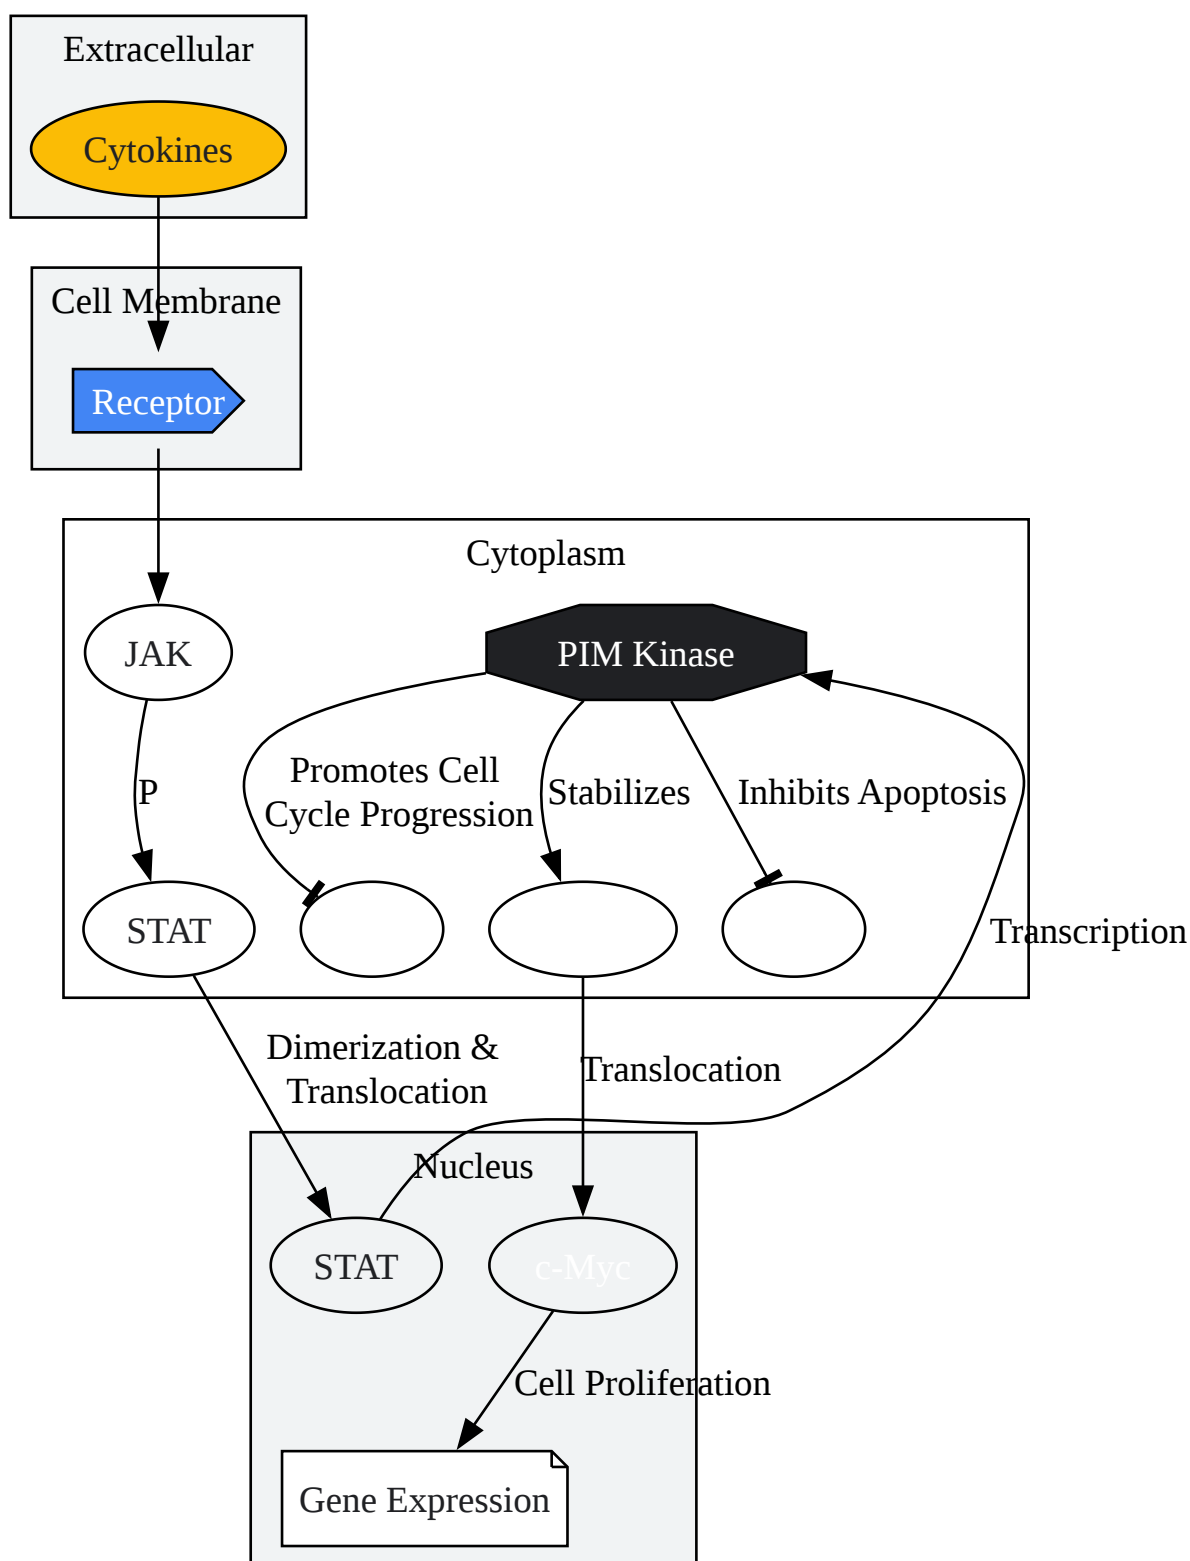 Extracellular
Cytokines
Cell Membrane
Receptor
Cytoplasm
JAK
PIM Kinase
P
Promotes Cell
Cycle Progression
Stabilizes
Inhibits Apoptosis
STAT
Transcription
Dimerization &
Translocation
Translocation
Nucleus
STAT
c-Myc
Cell Proliferation
Gene Expression